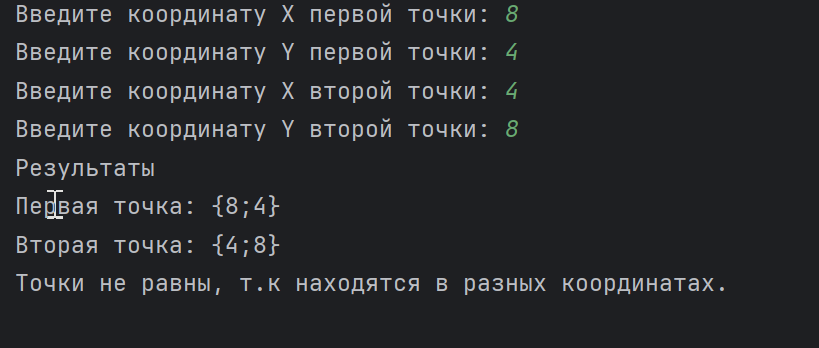 Введите координату X первой точки: 8
Введите координату Y первой точки: 4
Введите координату X второй точки: 4
Введите координату Y второй точки: 8
Результаты
Первая точка: {8;4}
Вторая точка: {4;8}
Точки не равны, т.к находятся в разных координатах.